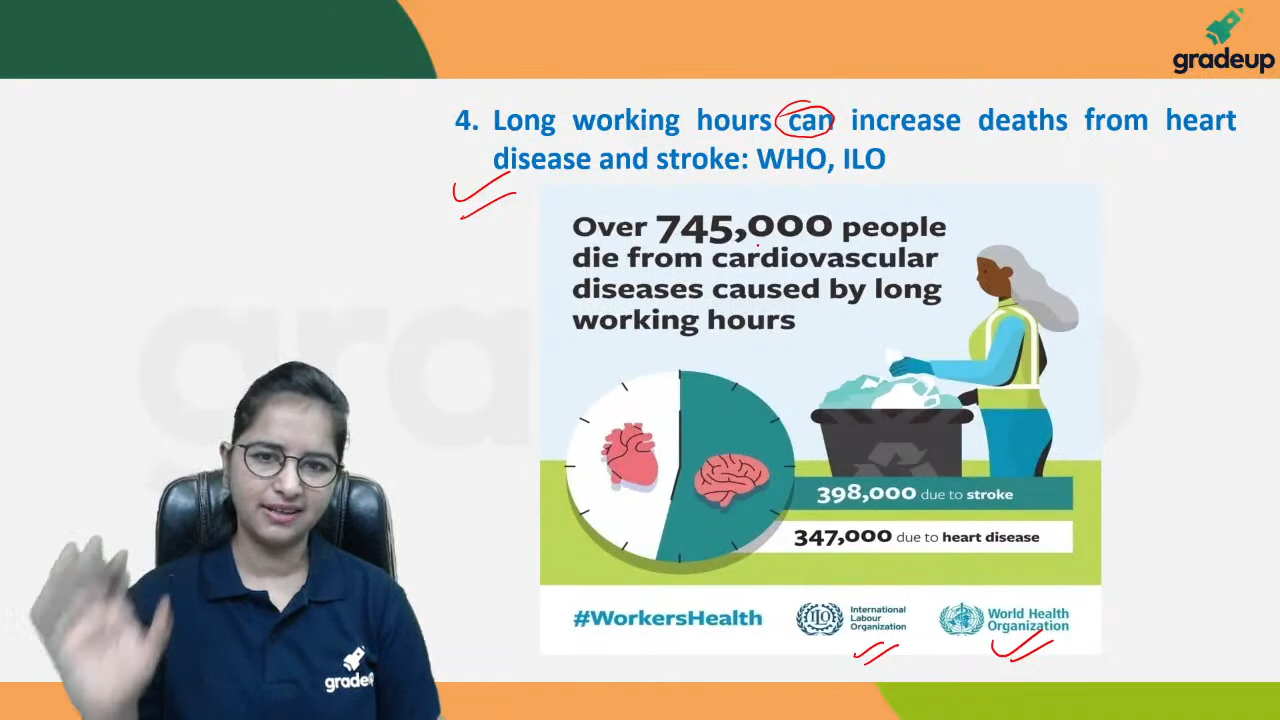 gradeup
4. Long working hours can increase deaths from heart
disease and stroke: WHO, ILO
Over 745,000 people
die from cardiovascular
diseases caused by long
working hours
398,000 due to stroke
347,000 due to heart disease
#WorkersHealth
International
Labour
Organization
World Health
Organization
gradeup